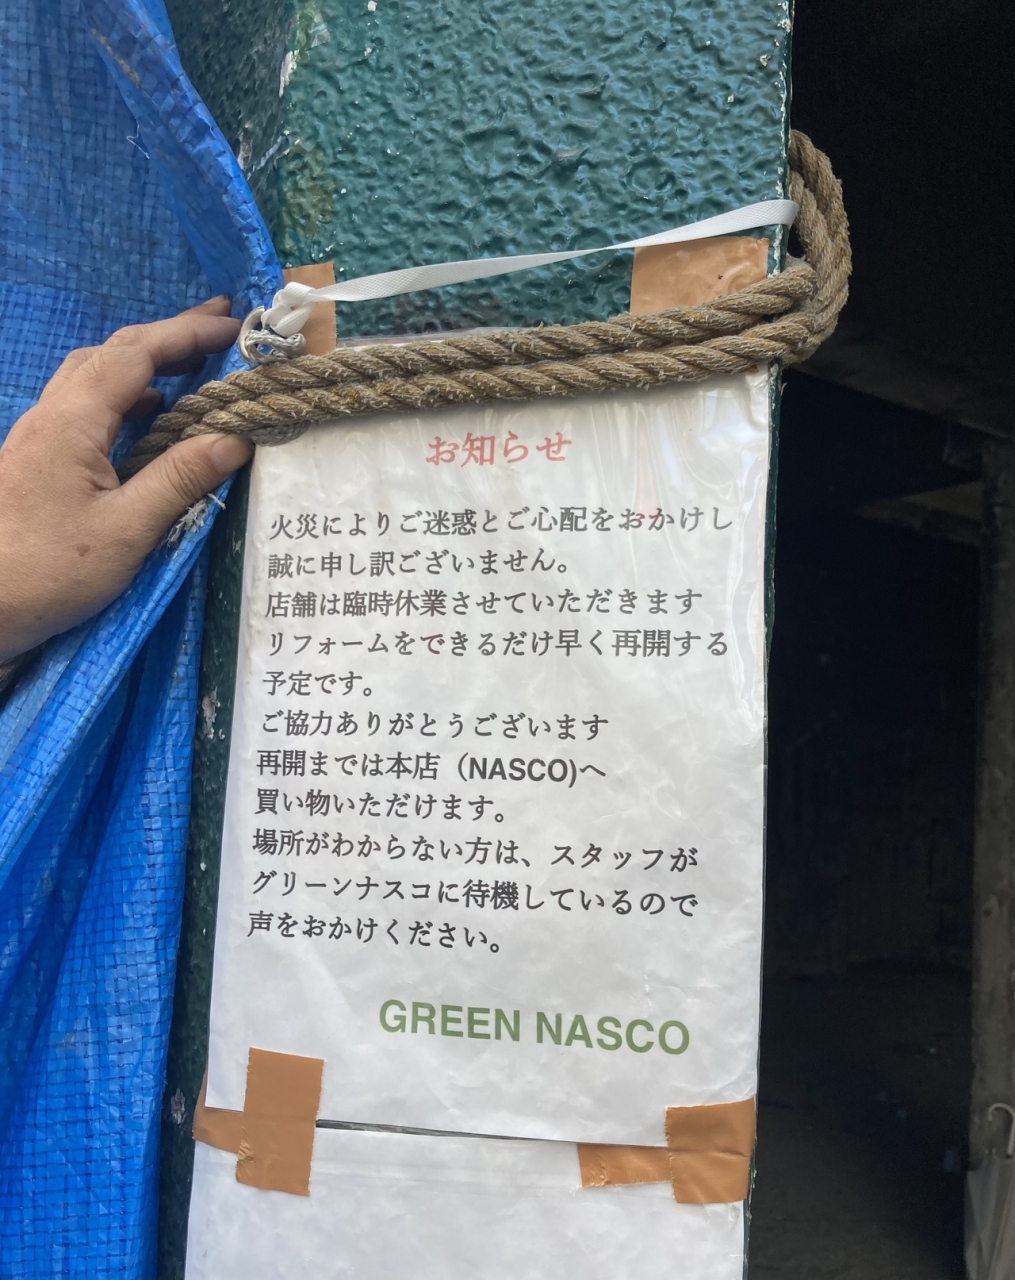 お知らせ
火災によりご迷惑とご心配をおかけし
誠に申し訳ございません。
店舗は臨時休業させていただきます
リフォームをできるだけ早く再開する
予定です。
ご協力ありがとうございます
再開までは本店（NASCO)へ
買い物いただけます。
場所がわからない方は、スタッフが
グリーンナスコに待機しているので
声をおかけください。
GREEN NASCO